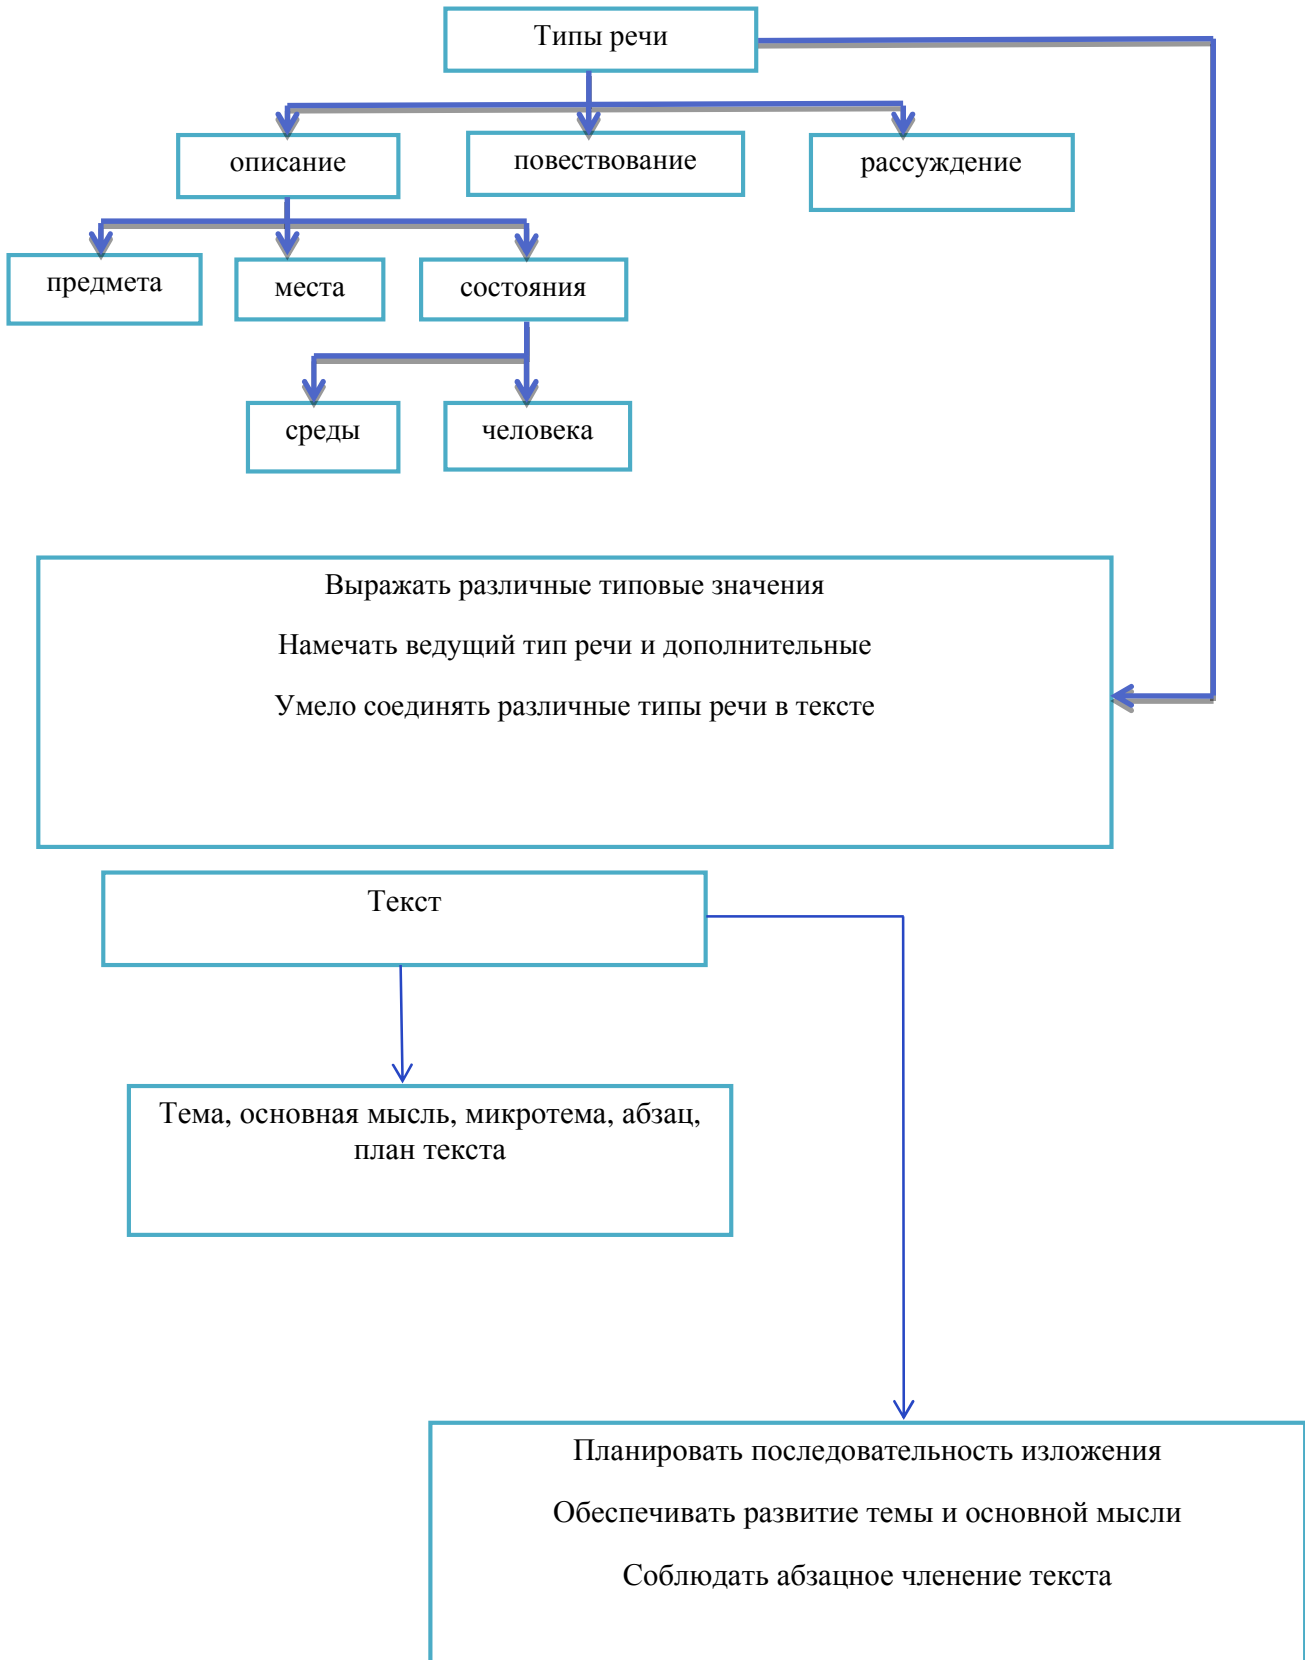 Типы речи
описание
повествование
рассуждение
предмета
места
состояния
среды
человека
Выражать различные типовые значения
Намечать ведущий тип речи и дополнительные
Умело соединять различные типы речи в тексте
Текст
Тема, основная мысль, микротема, абзац,
план текста
Планировать последовательность изложения
Обеспечивать развитие темы и основной мысли
Соблюдать абзацное членение текста